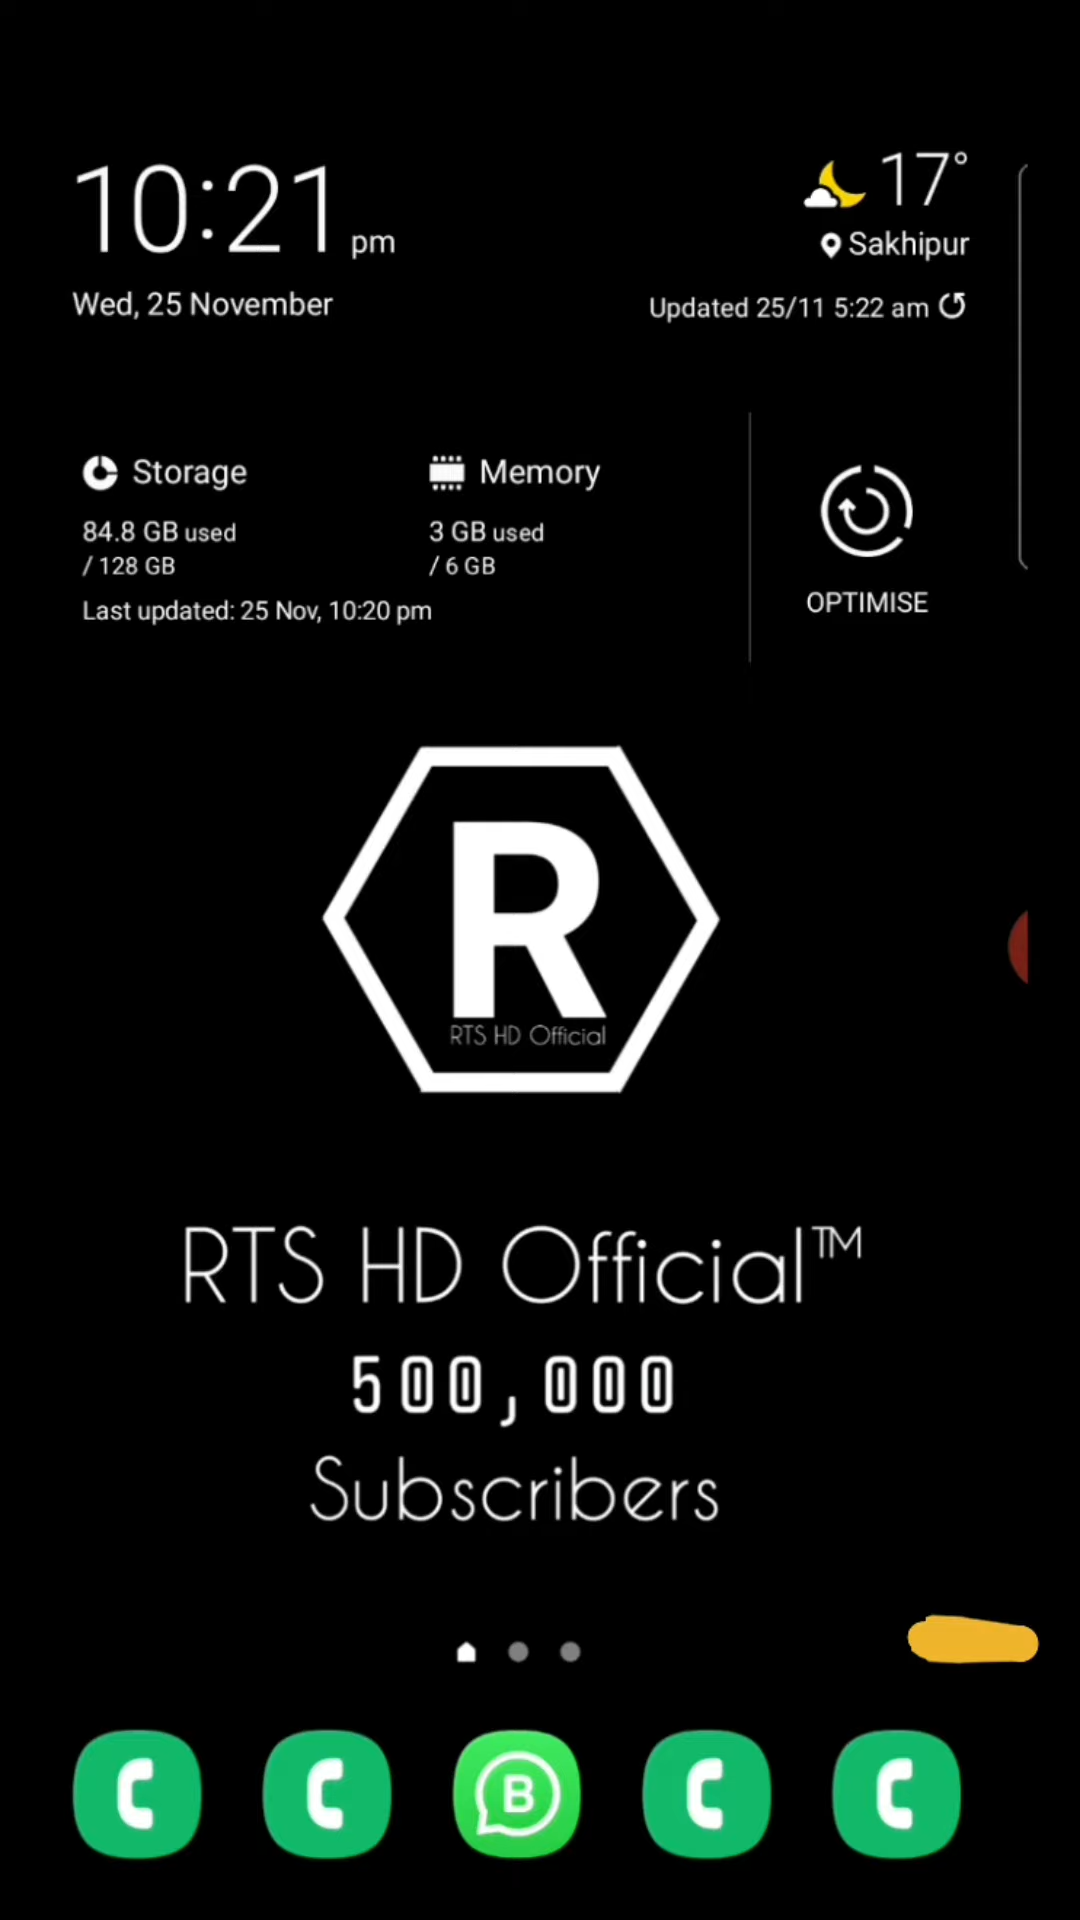 10:21 pm
Wed, 25 November
17°
Sakhipur
Updated 25/11 5:22 am
Storage
84.8 GB used
/ 128 GB
Memory
3 GB used
/ 6 GB
Last updated: 25 Nov, 10:20 pm
OPTIMISE
R
RTS HD Official
RTS HD Official™
500,000
Subscribers
B